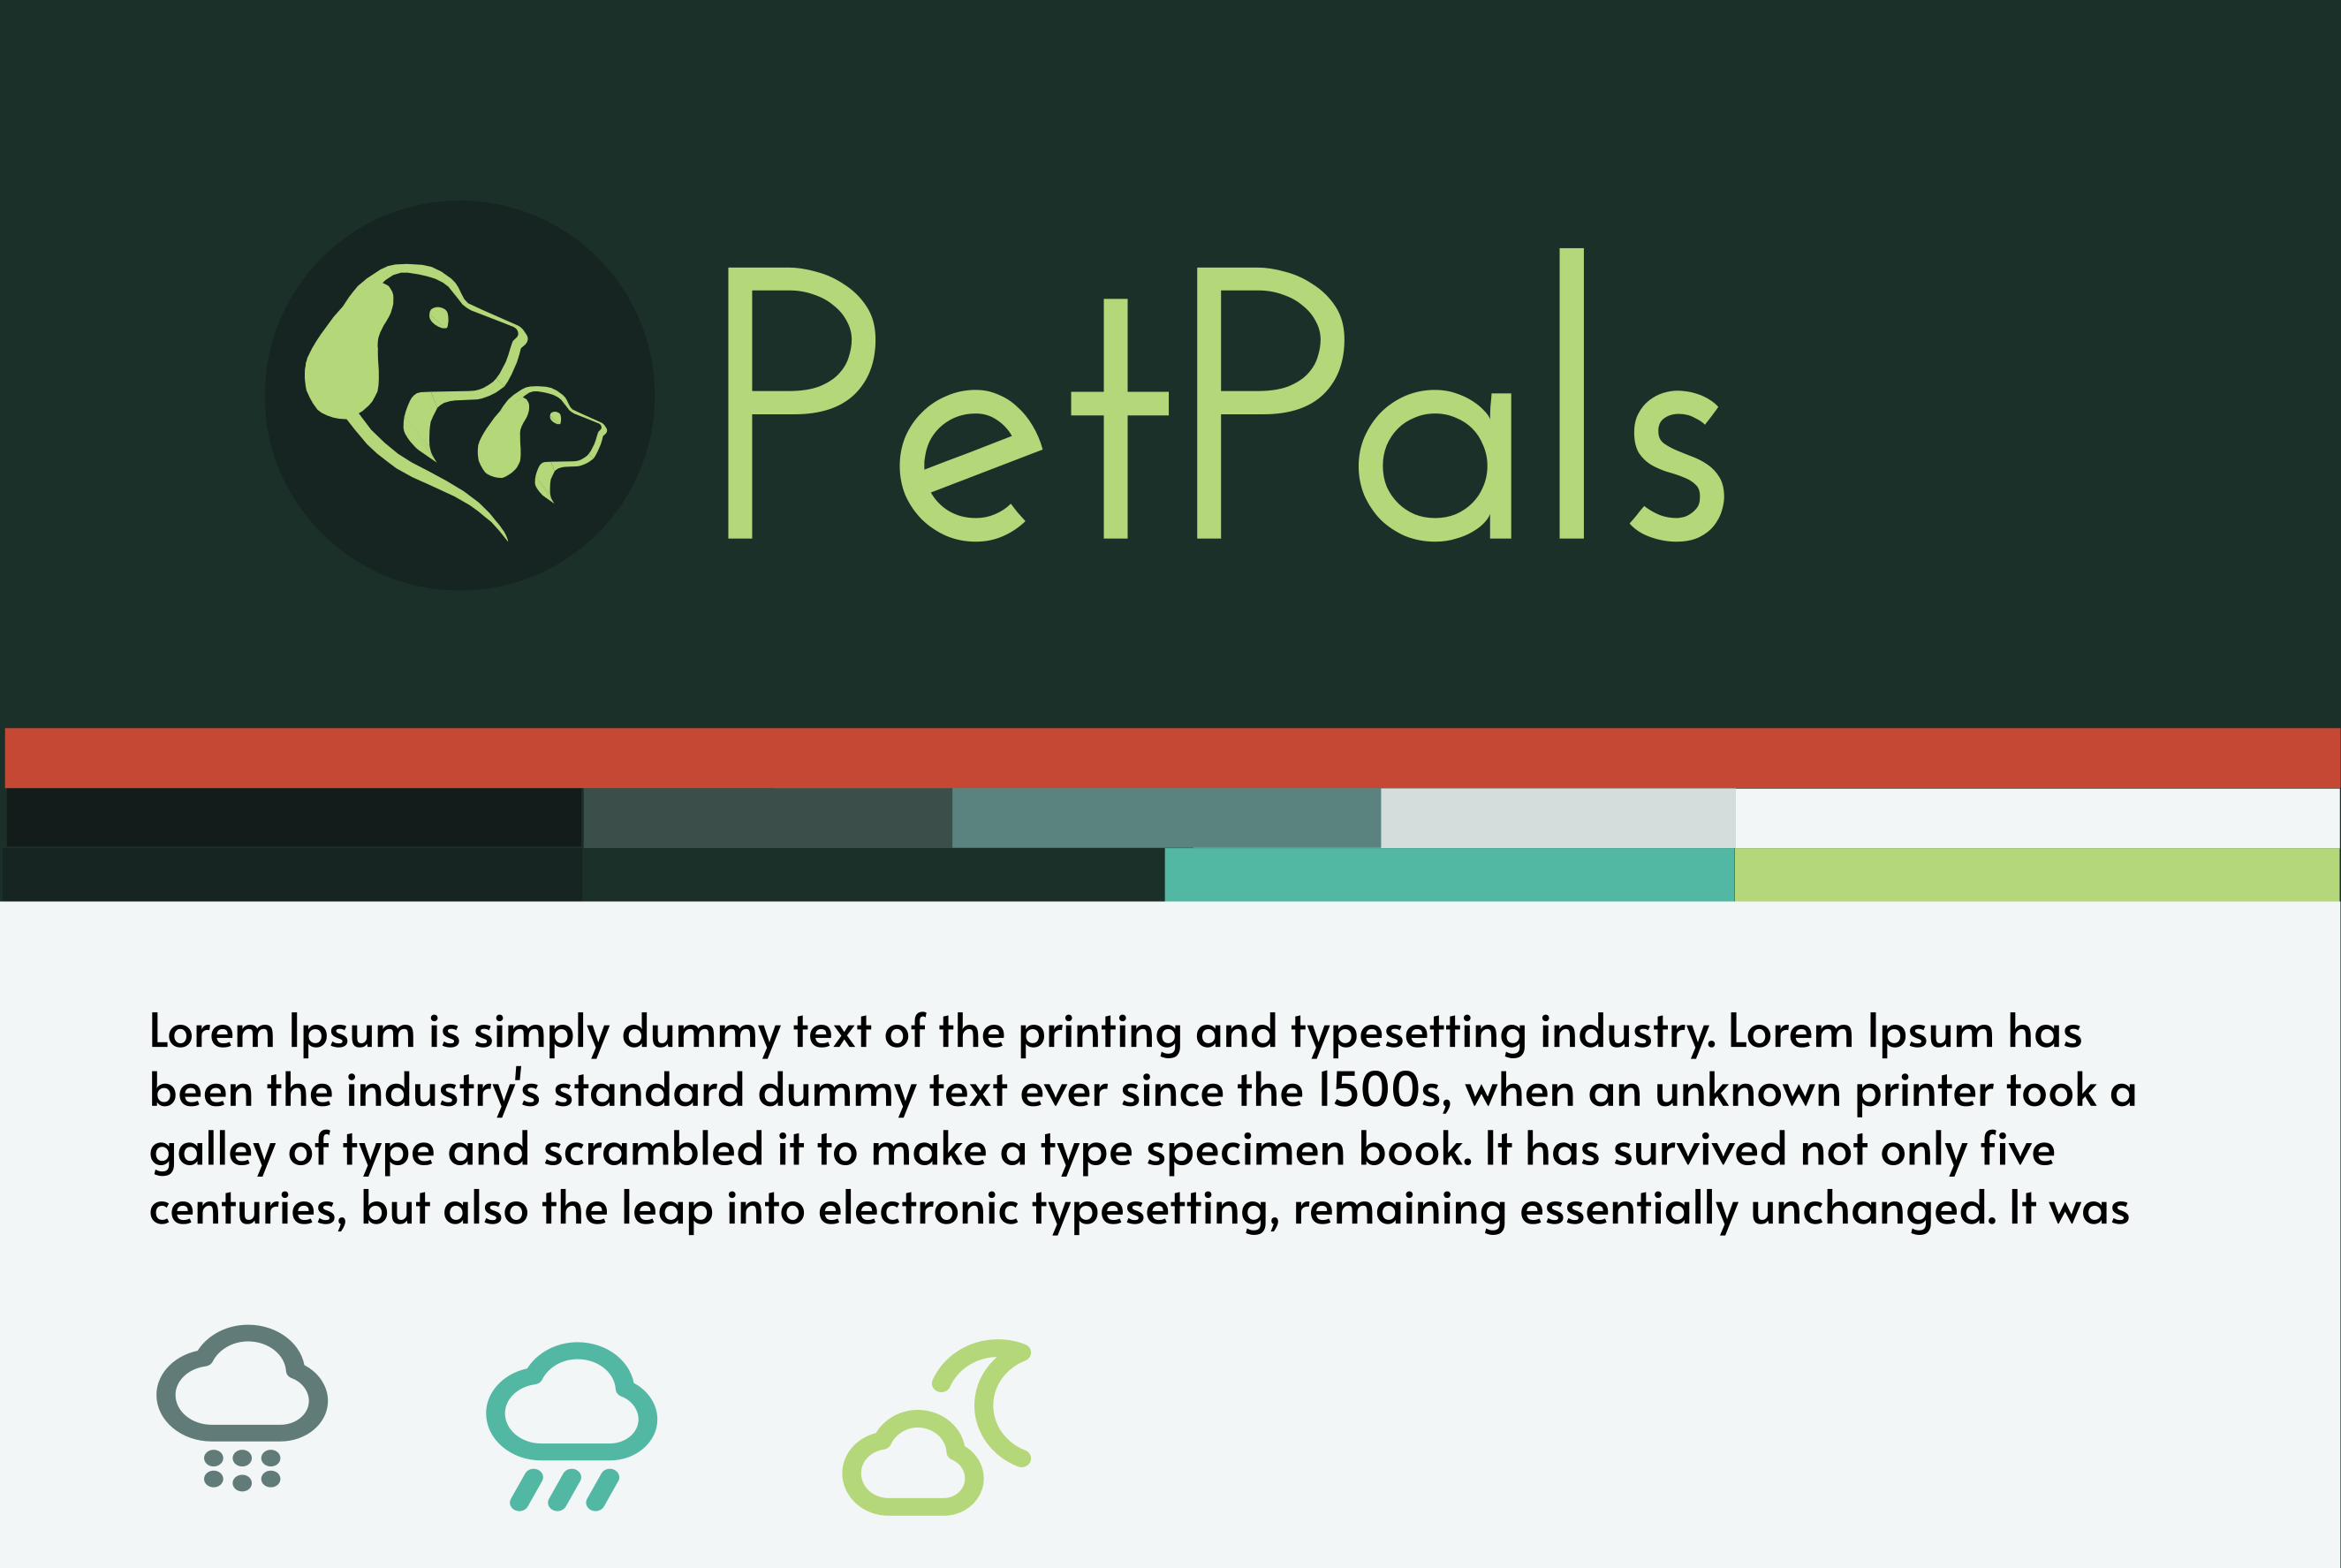 PetPals
Lorem Ipsum is simply dummy text of the printing and typesetting industry. Lorem Ipsum has
been the industry's standard dummy text ever since the 1500s, when an unknown printer took a
galley of type and scrambled it to make a type specimen book. It has survived not only five
centuries, but also the leap into electronic typesetting, remaining essentially unchanged. It was